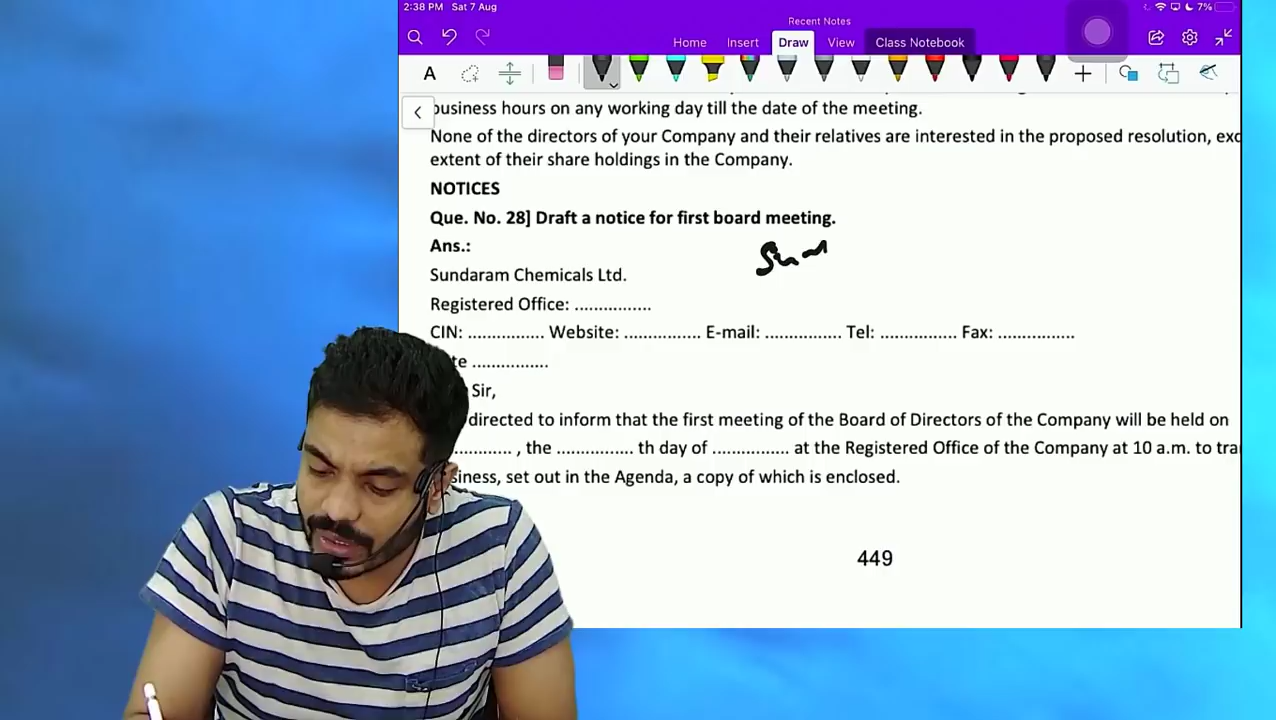 2:38 PM Sat 7 Aug
7%
Recent Notes
Home Insert Draw View Class Notebook
A
business hours on any working day till the date of the meeting.
None of the directors of your Company and their relatives are interested in the proposed resolution, exc
extent of their share holdings in the Company.
NOTICES
Que. No. 28] Draft a notice for first board meeting.
Ans.:
Sundaram Chemicals Ltd.
Registered Office: ................
CIN: ................ Website: ................ E-mail: ................ Tel: ................ Fax: ................
te ................
Sir,
directed to inform that the first meeting of the Board of Directors of the Company will be held on
............ , the ................ th day of ................ at the Registered Office of the Company at 10 a.m. to tra
siness, set out in the Agenda, a copy of which is enclosed.
449